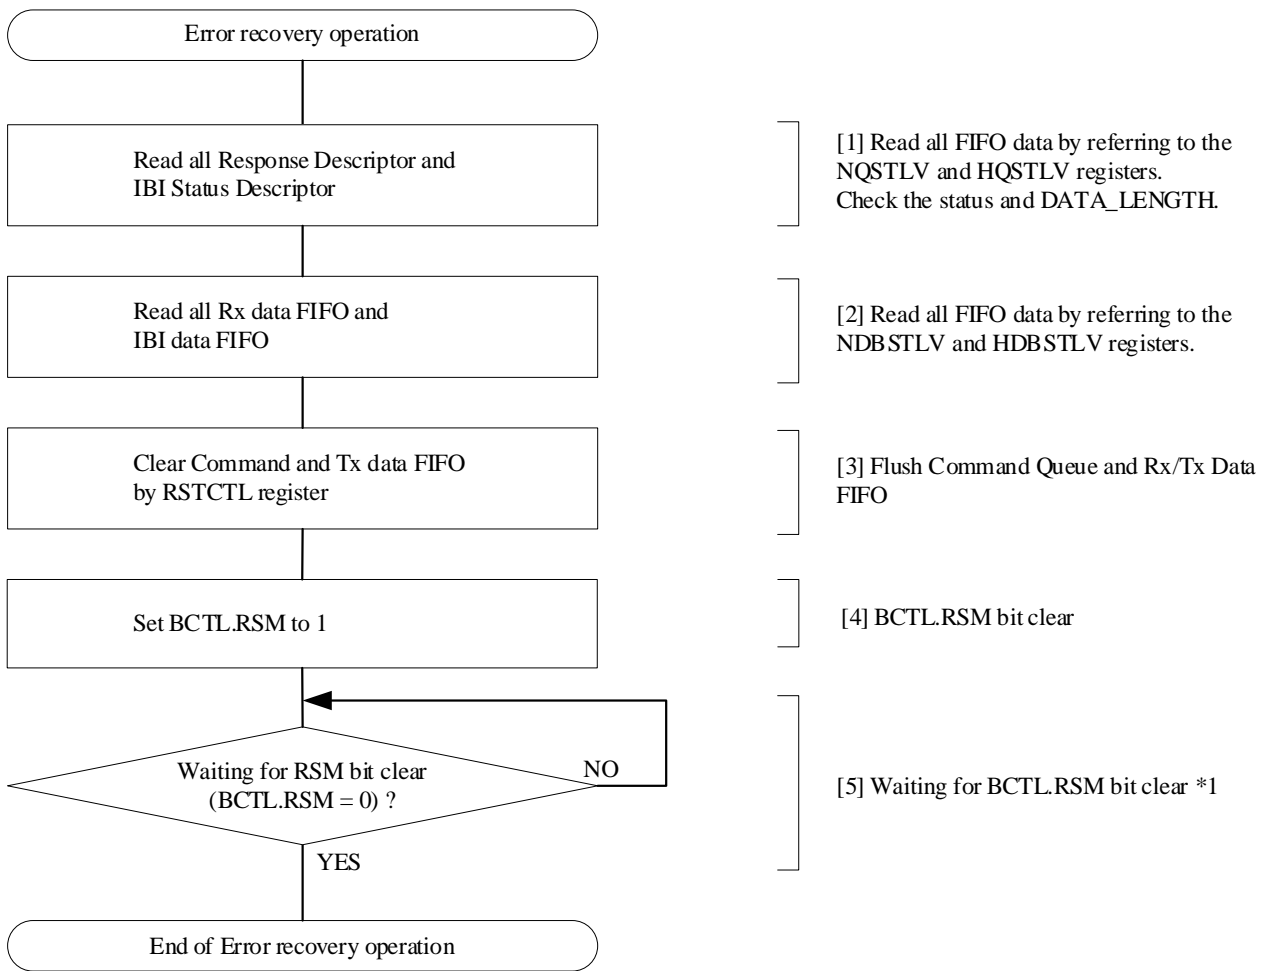 Error recovery operation
Read all Response Descriptor and
IBI Status Descriptor
[1] Read all FIFO data by referring to the
NQSTLV and HQSTLV registers.
Check the status and DATA_LENGTH.
Read all Rx data FIFO and
IBI data FIFO
[2] Read all FIFO data by referring to the
NDBSTLV and HDBSTLV registers.
Clear Command and Tx data FIFO
by RSTCTL register
[3] Flush Command Queue and Rx/Tx Data
FIFO
Set BCTL.RSM to 1
[4] BCTL.RSM bit clear
Waiting for RSM bit clear
(BCTL.RSM = 0) ?
NO
[5] Waiting for BCTL.RSM bit clear *1
YES
End of Error recovery operation